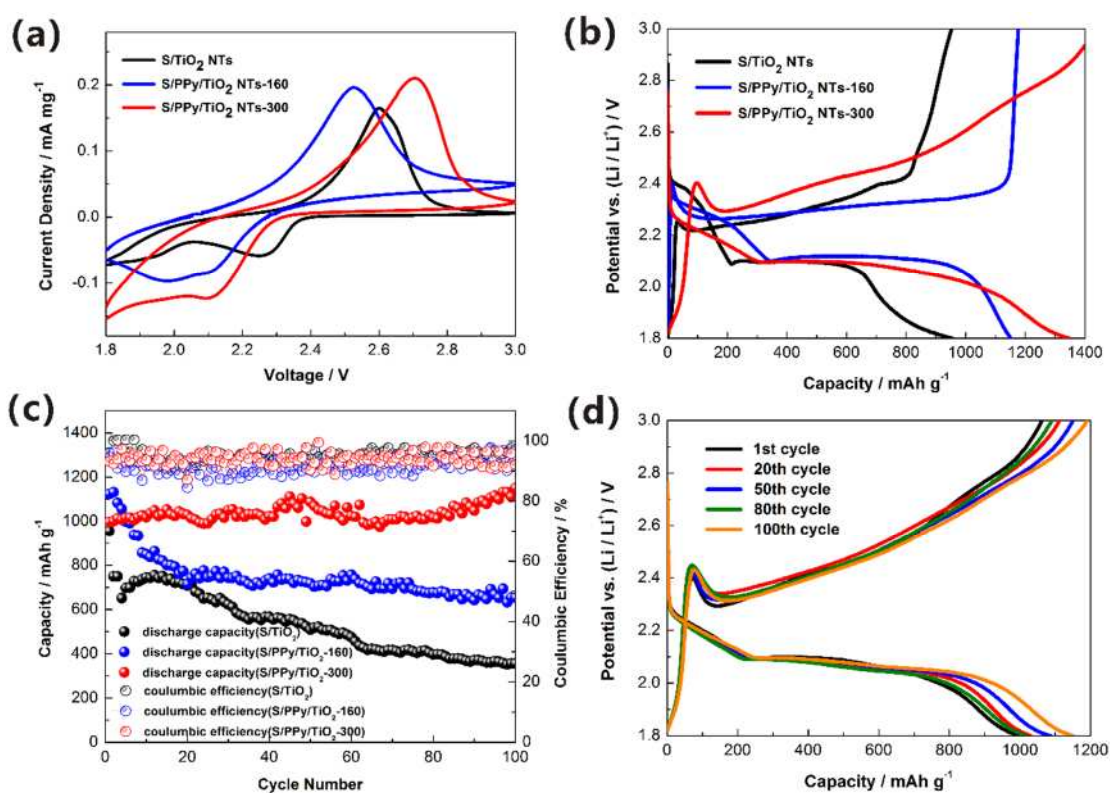 (a)
S/TiO2 NTs
S/PPy/TiO2 NTs-160
S/PPy/TiO2 NTs-300
0.2
0.1
0.0
-0.1
Current Density / mA mg-1
1.8 2.0 2.2 2.4 2.6 2.8 3.0
Voltage / V
(b)
S/TiO2 NTs
S/PPy/TiO2 NTs-160
S/PPy/TiO2 NTs-300
3.0
2.8
2.6
2.4
2.2
2.0
1.8
Potential vs. (Li / Li+) / V
0 200 400 600 800 1000 1200 1400
Capacity / mAh g-1
(c)
1400
1200
1000
800
600
400
200
0
Capacity / mAh g-1
100
80
60
40
20
0
Coulumbic Efficiency / %
discharge capacity(S/TiO2)
discharge capacity(S/PPy/TiO2-160)
discharge capacity(S/PPy/TiO2-300)
coulumbic efficiency(S/TiO2)
coulumbic efficiency(S/PPy/TiO2-160)
coulumbic efficiency(S/PPy/TiO2-300)
0 20 40 60 80 100
Cycle Number
(d)
1st cycle
20th cycle
50th cycle
80th cycle
100th cycle
3.0
2.8
2.6
2.4
2.2
2.0
1.8
Potential vs. (Li / Li+) / V
0 200 400 600 800 1000 1200
Capacity / mAh g-1